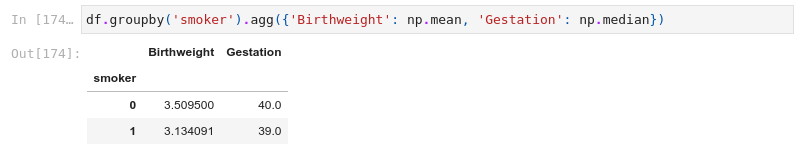 In [174… df.groupby('smoker').agg({'Birthweight': np.mean, 'Gestation': np.median})
Out[174]:
Birthweight Gestation
smoker
0 3.509500 40.0
1 3.134091 39.0